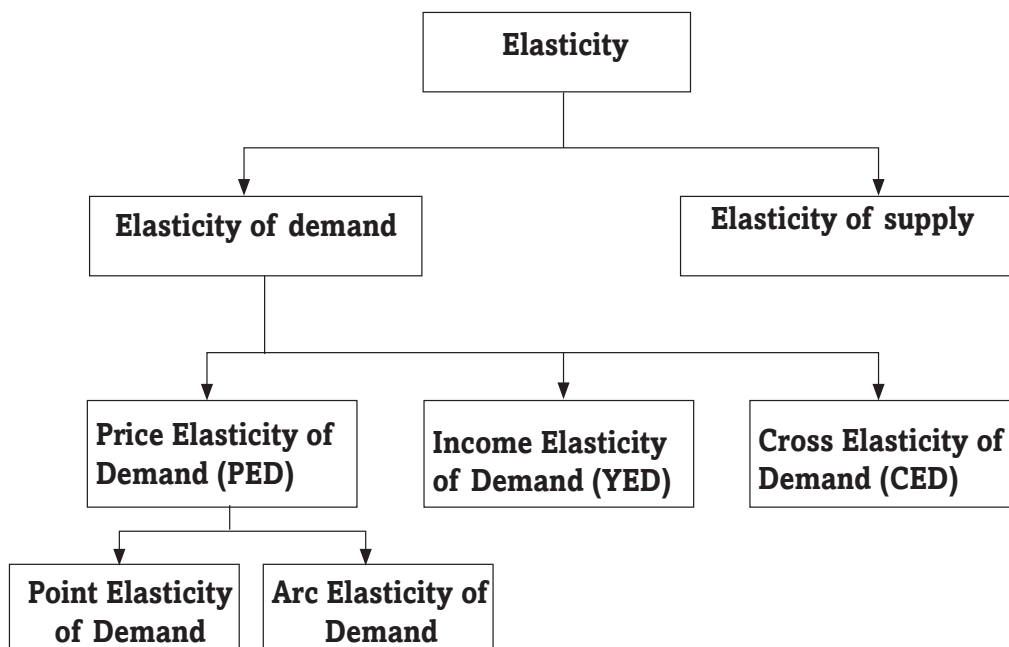 Elasticity
Elasticity of demand
Elasticity of supply
Price Elasticity of
Demand (PED)
Income Elasticity
of Demand (YED)
Cross Elasticity of
Demand (CED)
Point Elasticity
of Demand
Arc Elasticity of
Demand